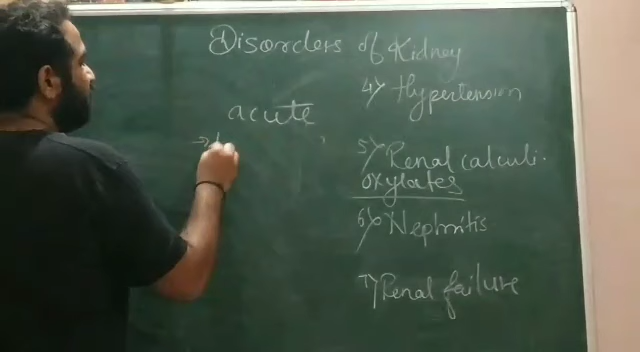 Disorders of Kidney
acute
4) Hypertension
5) Renal calculi.
oxylates
6) Nephritis
7) Renal failure